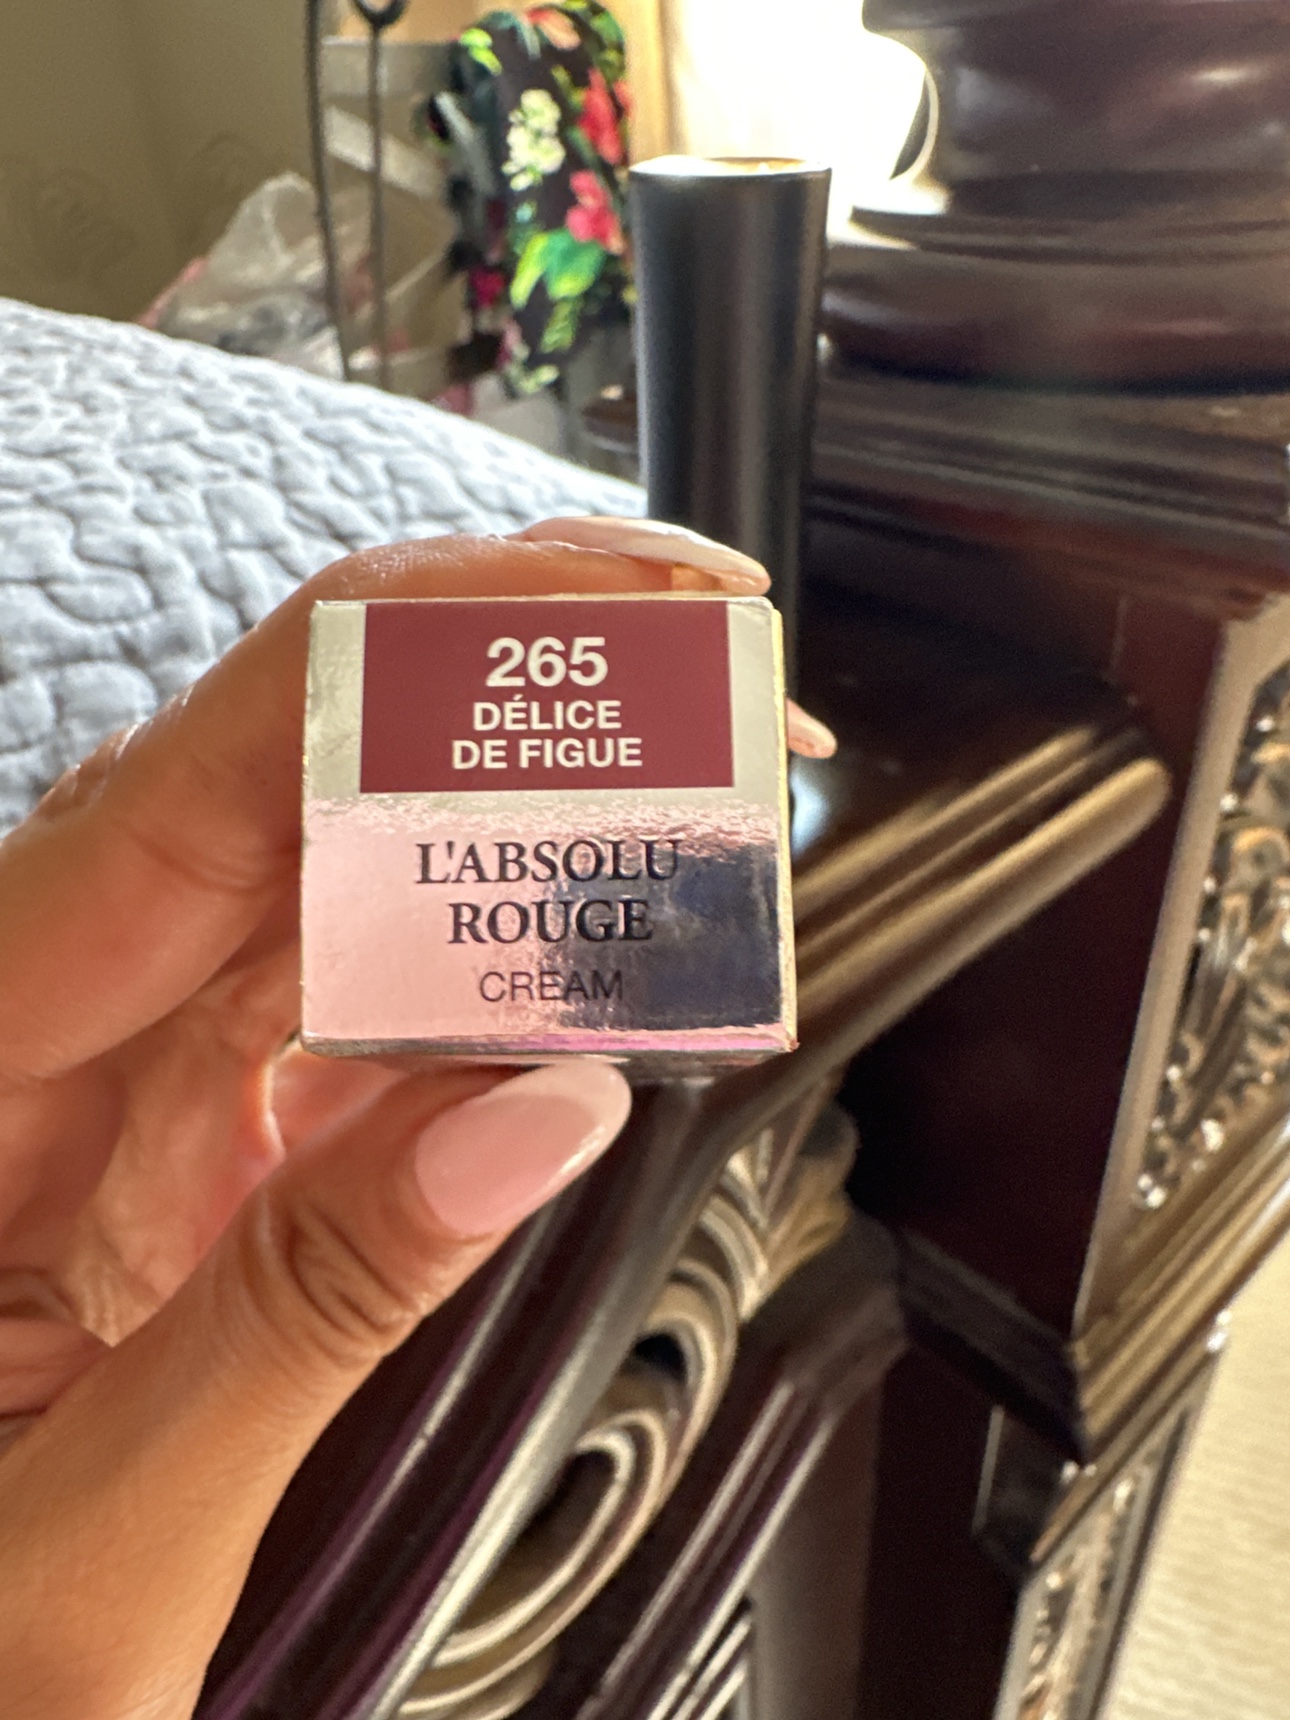 265
DÉLICE
DE FIGUE
L'ABSOLU
ROUGE
CREAM